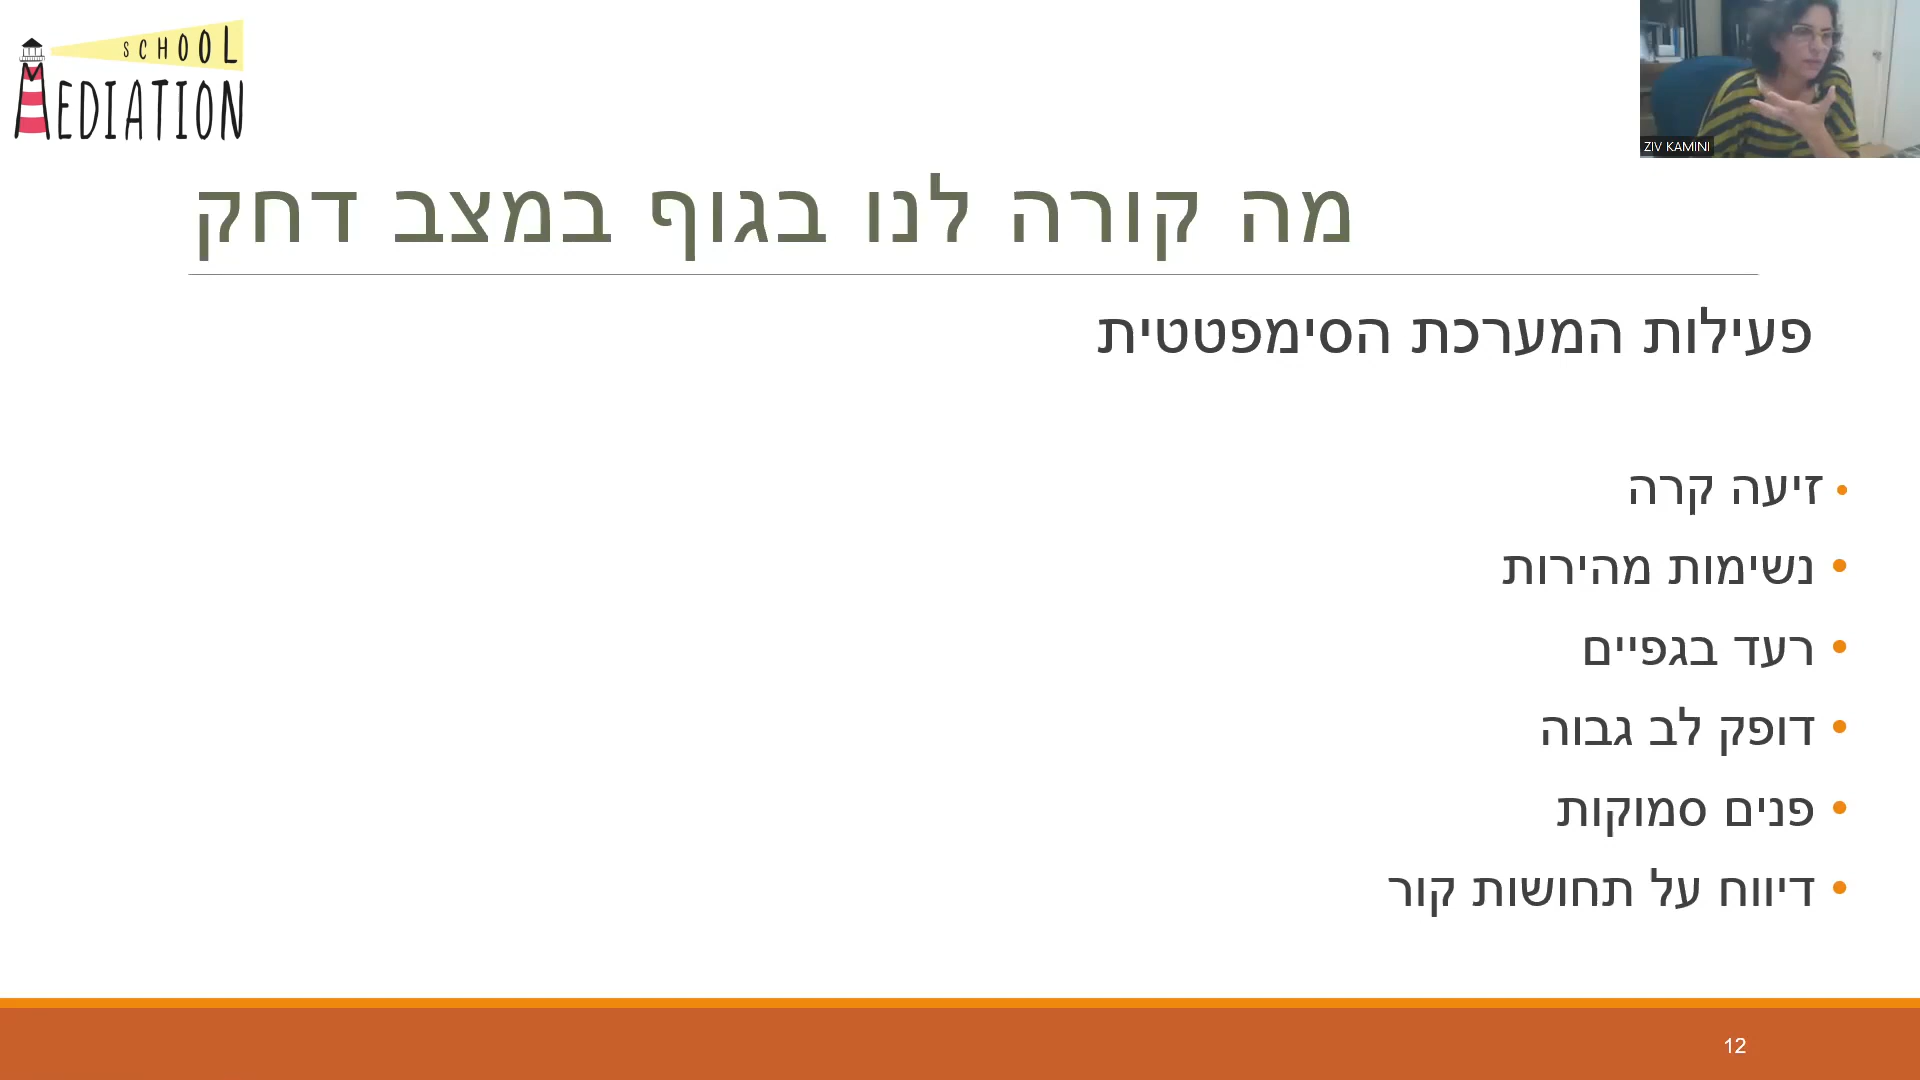 SCHOOL
MEDIATION
ZIV KAMINI
מה קורה לנו בגוף במצב דחק
פעילות המערכת הסימפטטית
• זיעה קרה
• נשימות מהירות
• רעד בגפיים
• דופק לב גבוה
• פנים סמוקות
• דיווח על תחושות קור
12